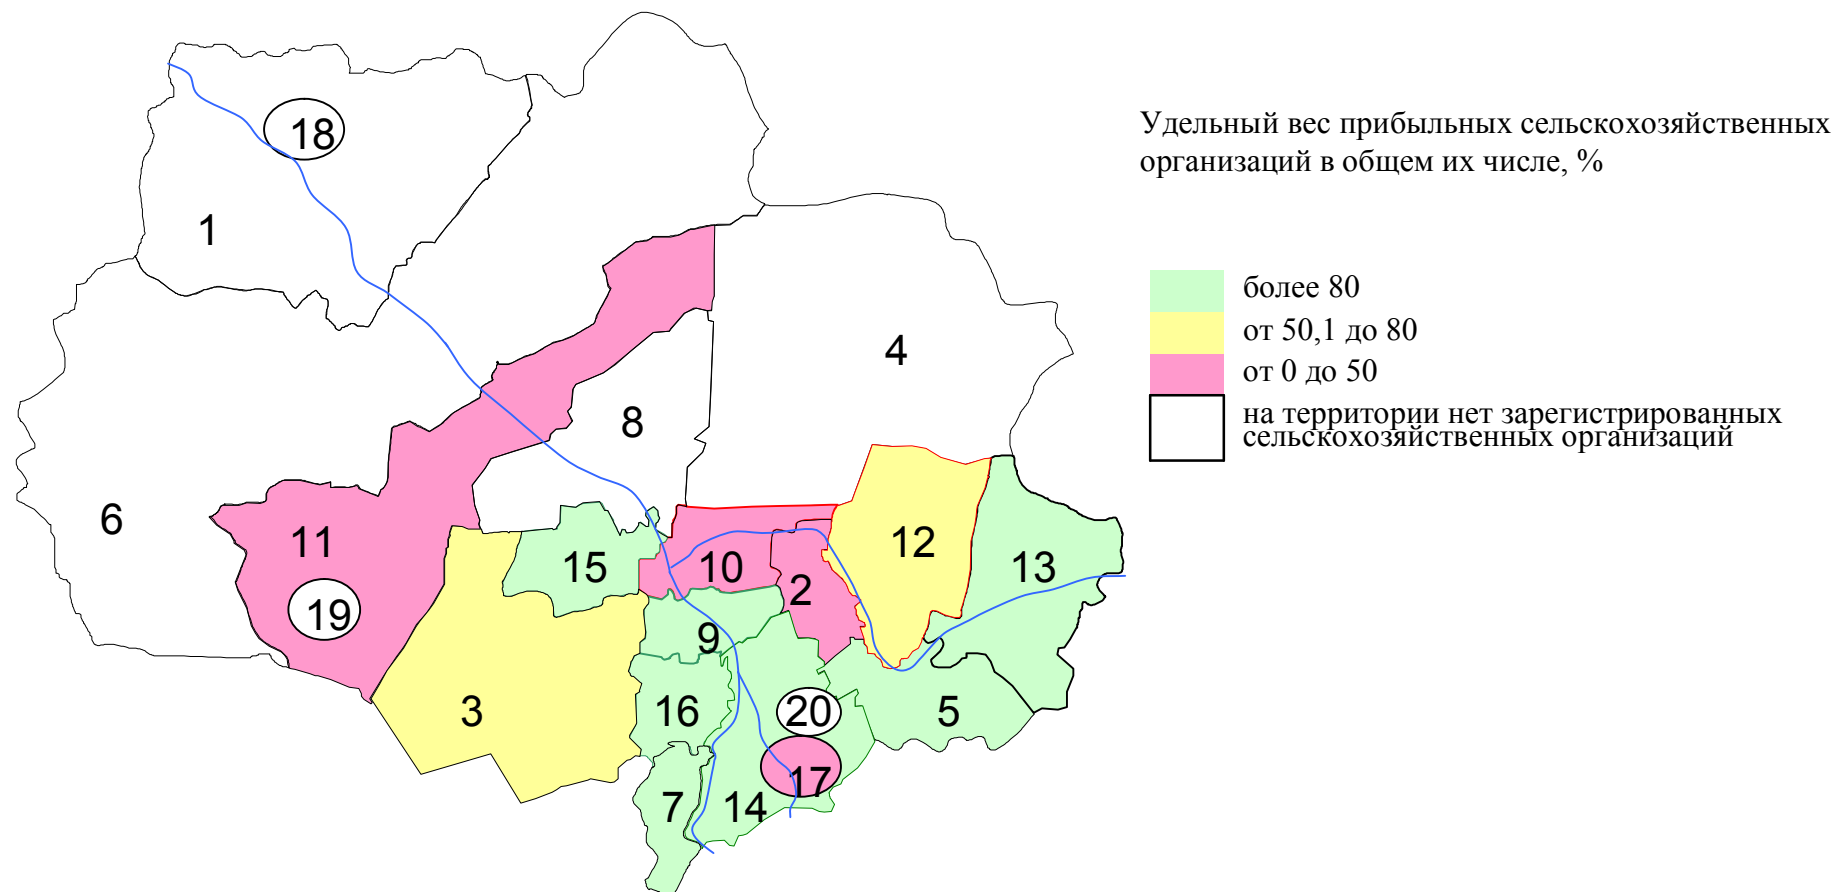 18
Удельный вес прибыльных сельскохозяйственных
организаций в общем их числе, %
1
более 80
от 50,1 до 80
4
от 0 до 50
8
на территории нет зарегистрированных
сельскохозяйственных организаций
6
11
12
15
10
13
2
19
9
3
16
20
5
17
7
14